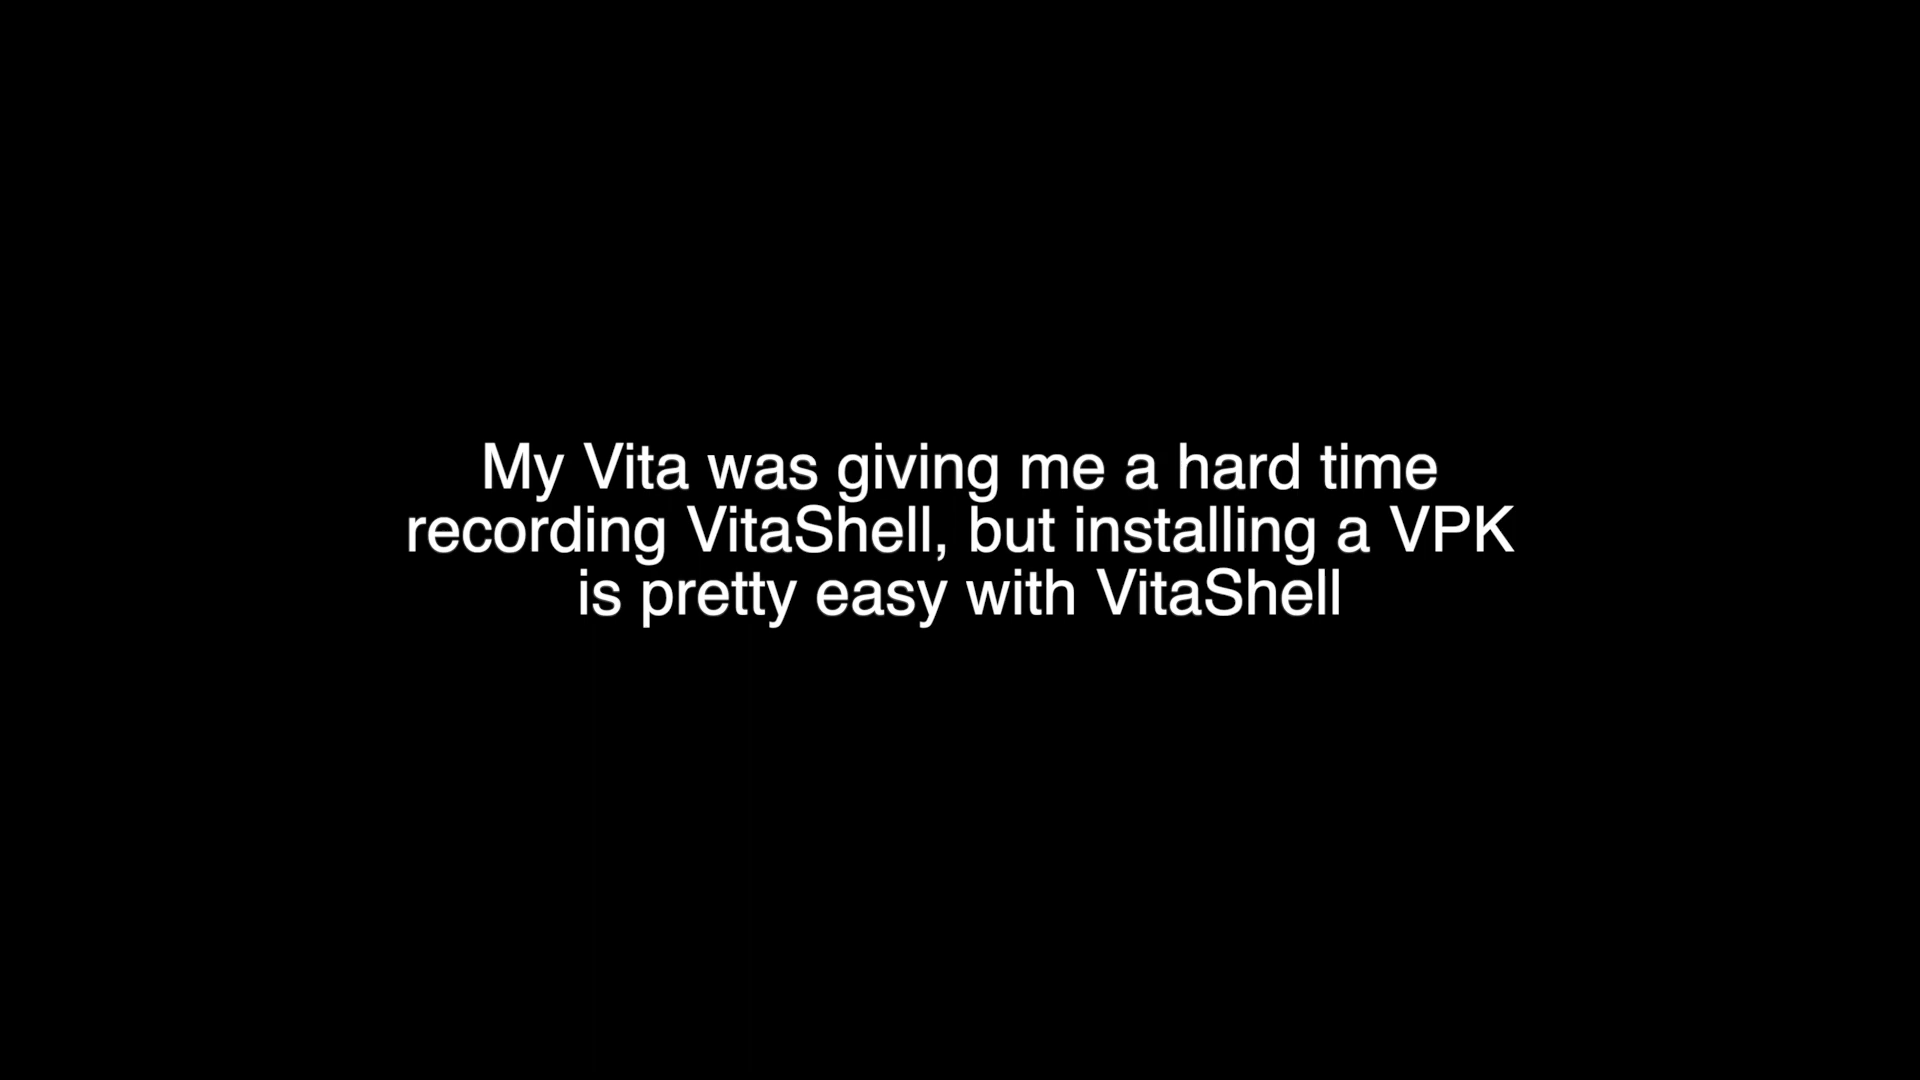 My Vita was giving me a hard time
recording VitaShell, but installing a VPK
is pretty easy with VitaShell